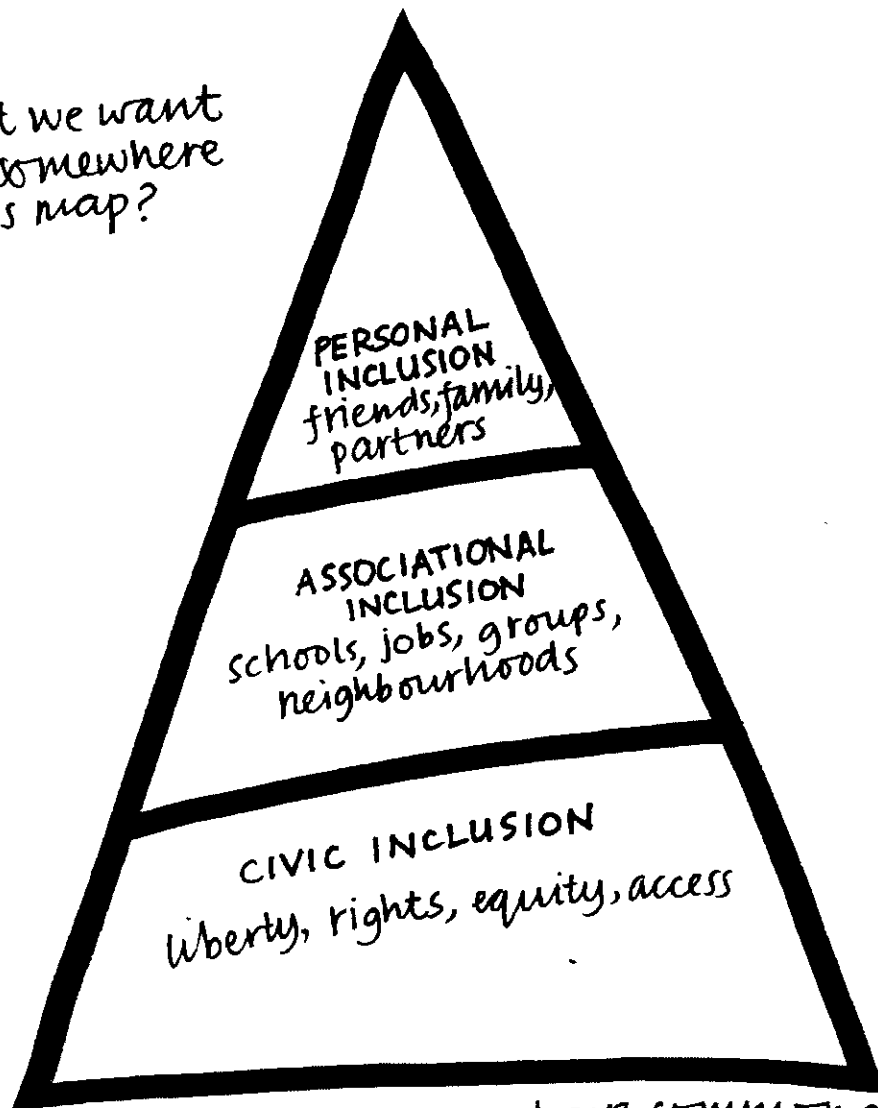 we want
somewhere
map?
PERSONAL
INCLUSION
friends, family,
partners
ASSOCIATIONAL
INCLUSION
schools, jobs, groups,
neighbourhoods
CIVIC INCLUSION
liberty, rights, equity, access